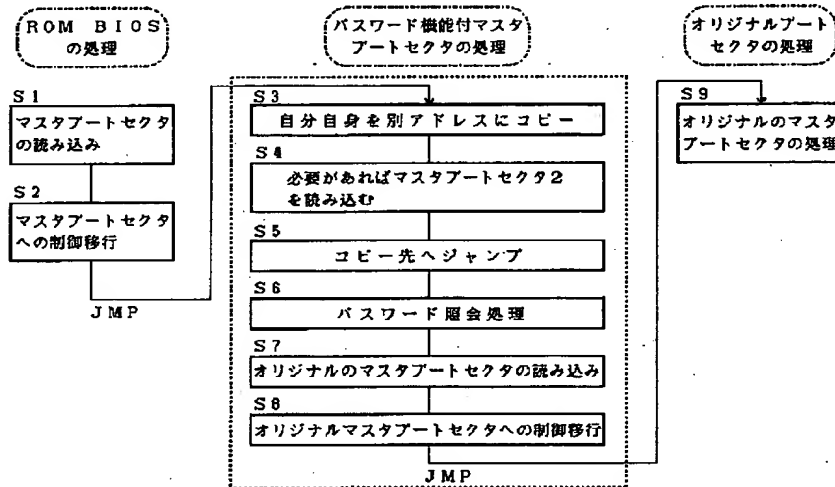 ROM BIOS
の処理
S1
マスタブートセクタ
の読み込み
S2
マスタブートセクタ
への制御移行
JMP
パスワード機能付マスタ
ブートセクタの処理
S3
自分自身を別アドレスにコピー
S4
必要があればマスタブートセクタ2
を読み込む
S5
コピー先へジャンプ
S6
パスワード照会処理
S7
オリジナルのマスタブートセクタの読み込み
S8
オリジナルマスタブートセクタへの制御移行
JMP
オリジナルブート
セクタの処理
S9
オリジナルのマスタ
ブートセクタの処理